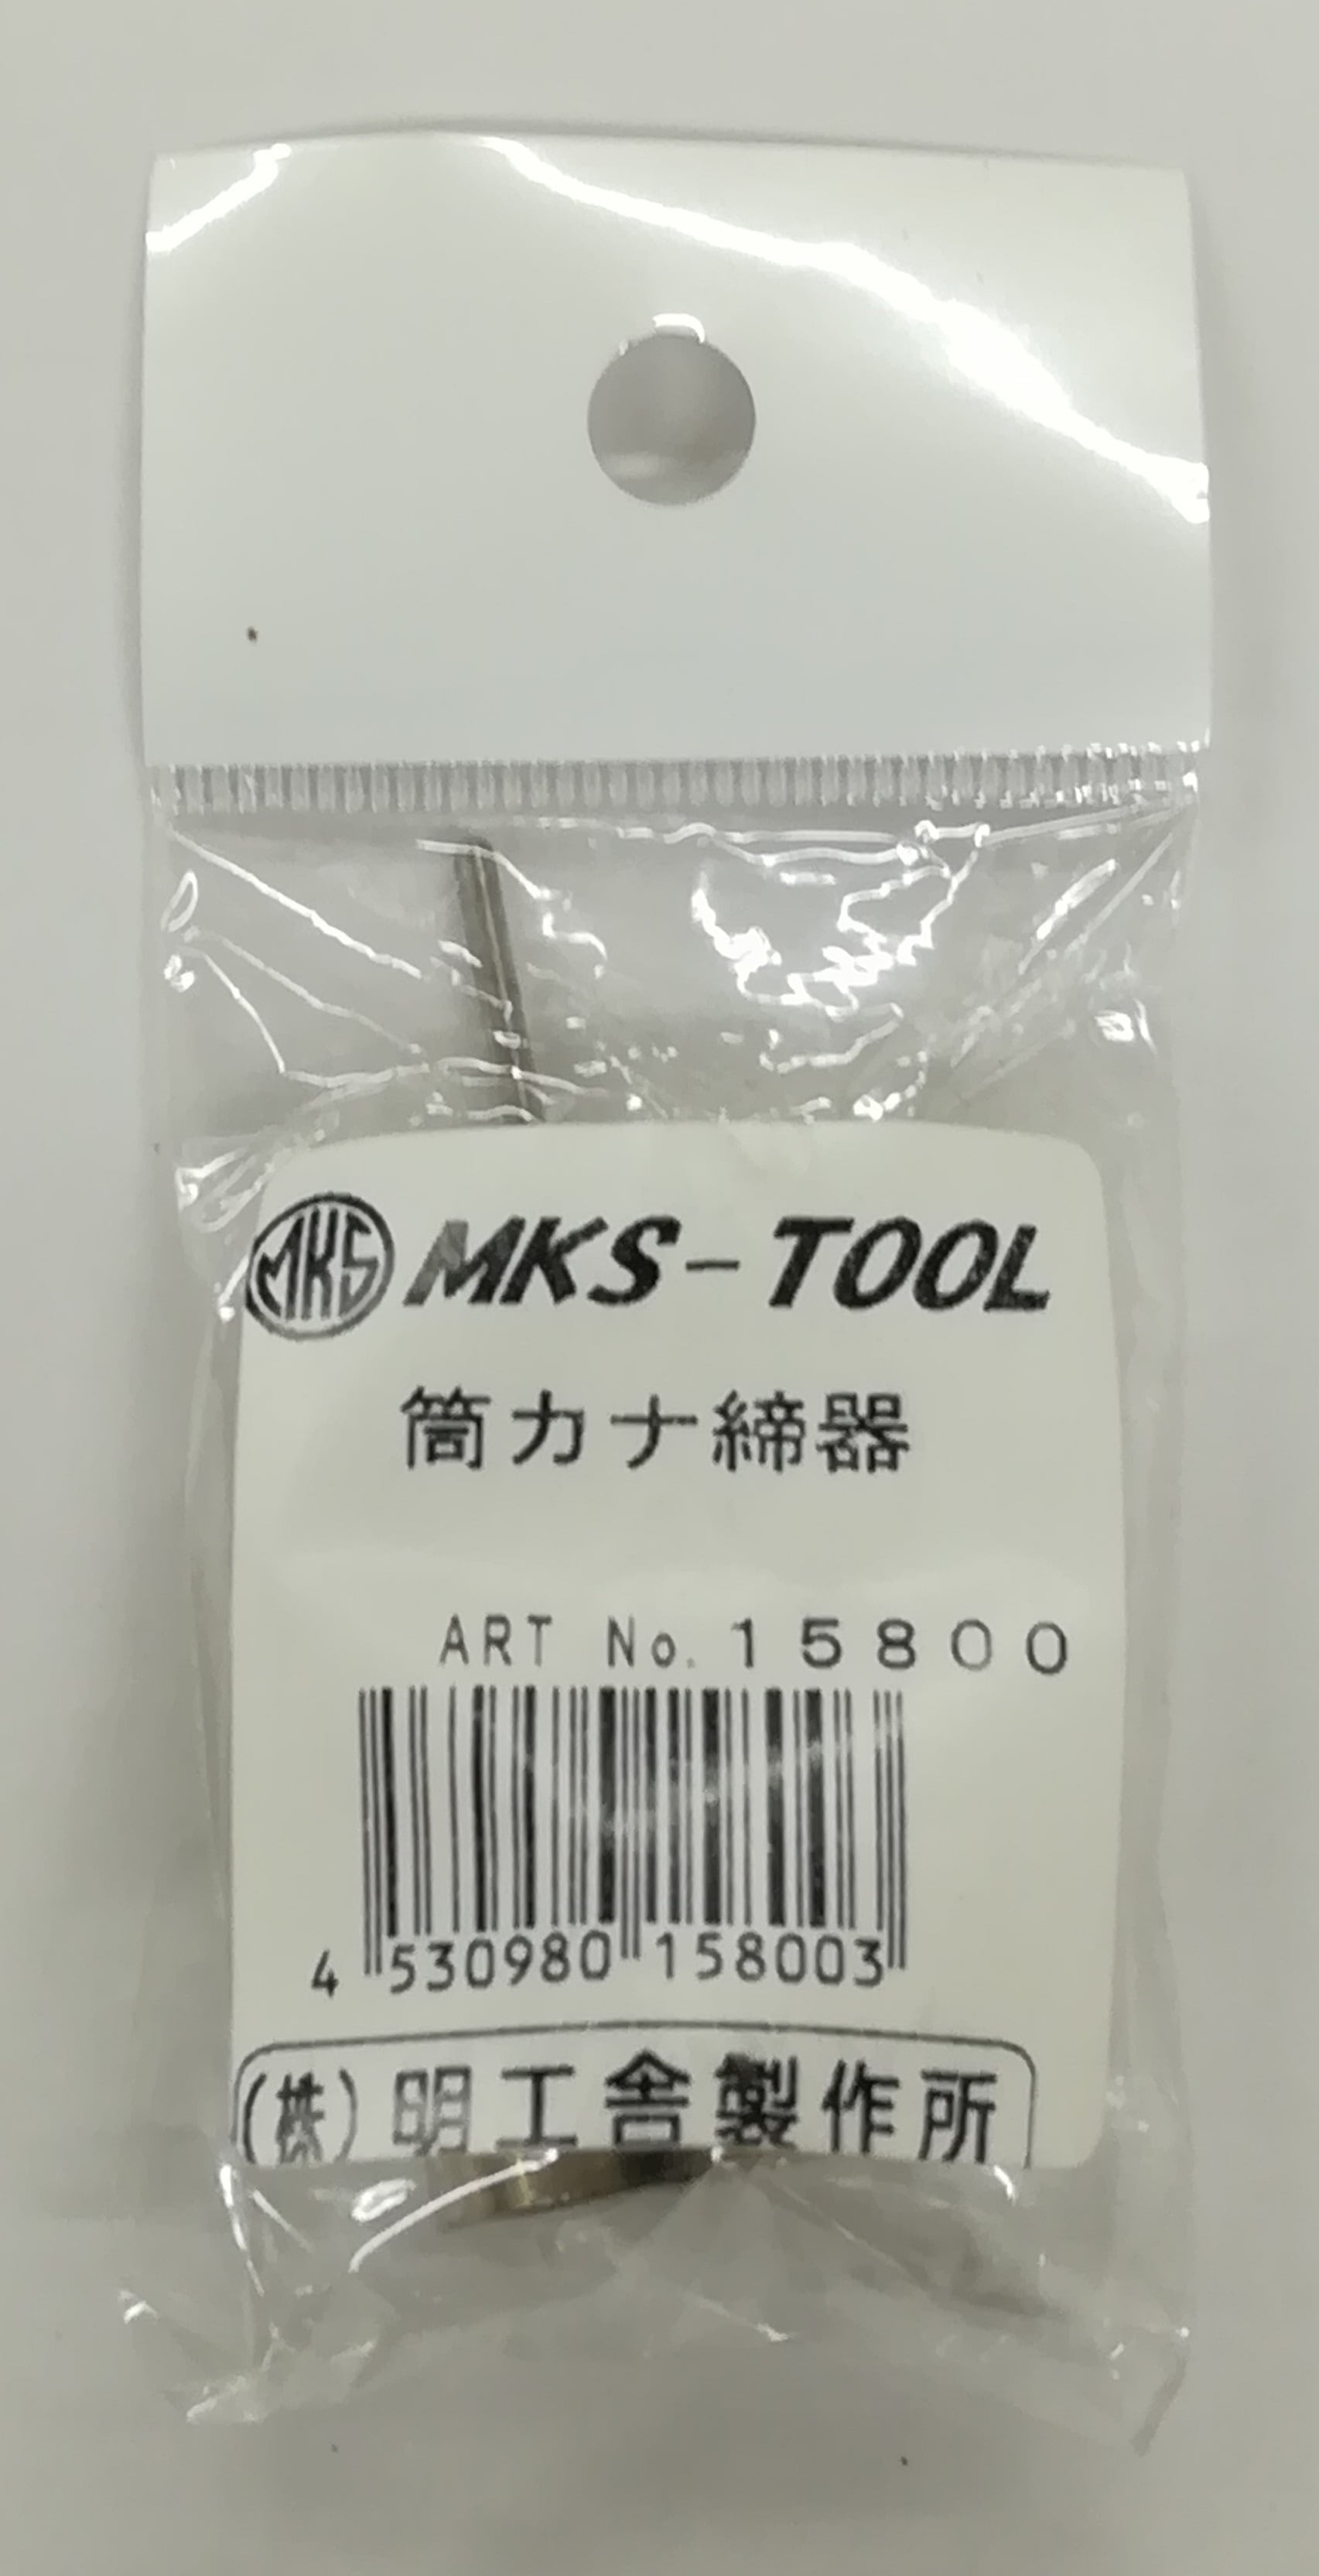 MKS MKS-TOOL
筒カナ締器
ART No.15800
4 530980 158003
(株)明工舎製作所